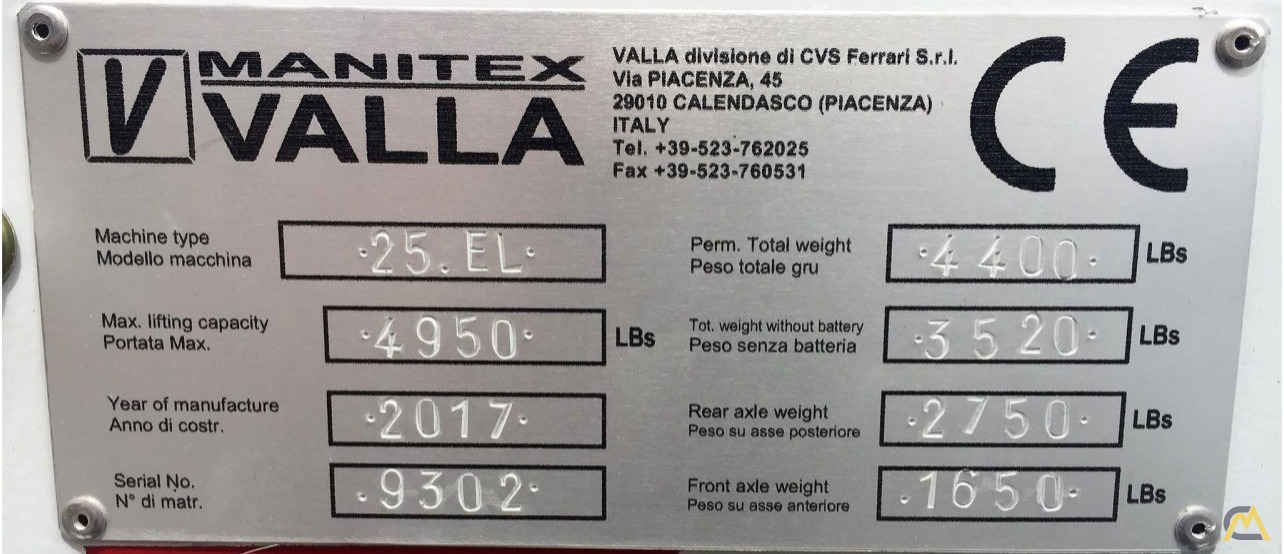 V MANITEX
VALLA
VALLA divisione di CVS Ferrari S.r.l.
Via PIACENZA, 45
29010 CALENDASCO (PIACENZA)
ITALY
Tel. +39-523-762025
Fax +39-523-760531
CE
Machine type
Modello macchina
·25.EL·
Max. lifting capacity
Portata Max.
·4950· LBs
Year of manufacture
Anno di costr.
·2017·
Serial No.
N° di matr.
·9302·
Perm. Total weight
Peso totale gru
·4400· LBs
Tot. weight without battery
Peso senza batteria
·3520· LBs
Rear axle weight
Peso su asse posteriore
·2750· LBs
Front axle weight
Peso su asse anteriore
·1650· LBs